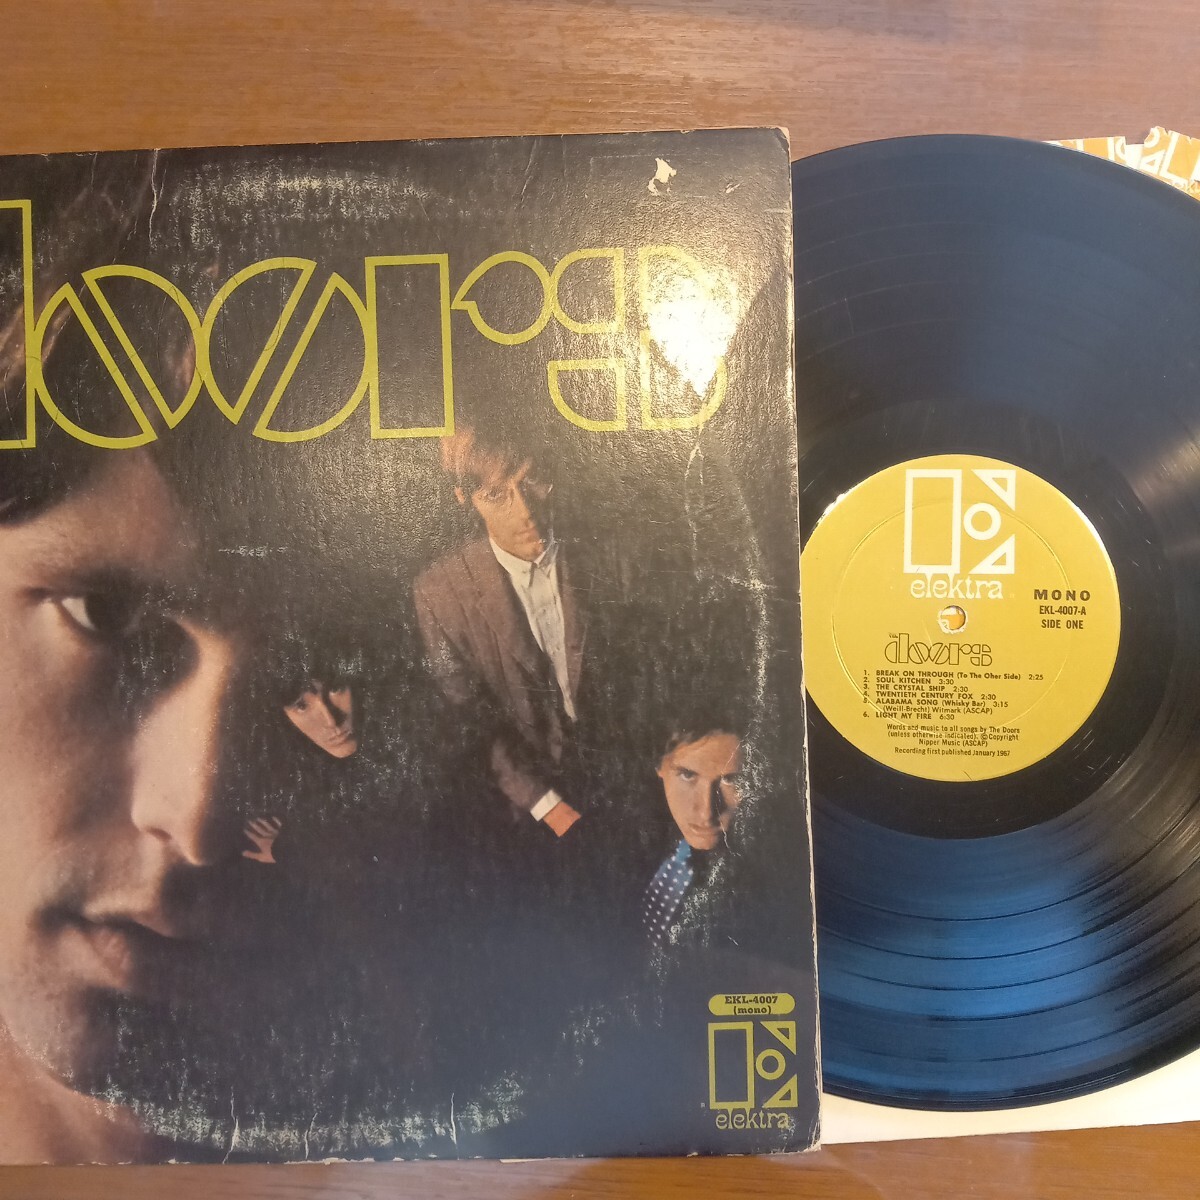 doors
EKL-4007
(mono)
elektra
elektra
MONO
EKL-4007-A
SIDE ONE
THE
doors
1. BREAK ON THROUGH (To The Oher Side) 2:25
2. SOUL KITCHEN 3:30
3. THE CRYSTAL SHIP 2:30
4. TWENTIETH CENTURY FOX 2:30
5. ALABAMA SONG (Whisky Bar) 3:15
(Weill-Brecht) Witmark (ASCAP)
6. LIGHT MY FIRE 6:30
Words and music to all songs by The Doors
(unless otherwise indicated). ©Copyright
Nipper Music (ASCAP)
Recording first published January 1967